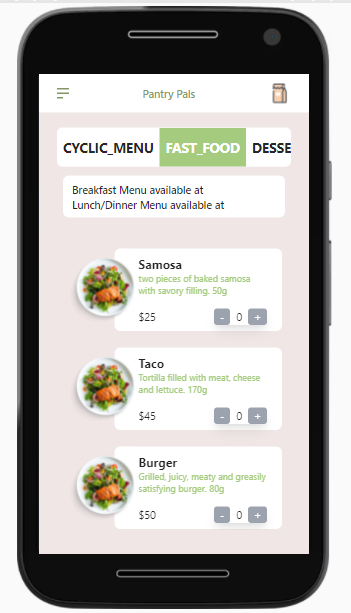 Pantry Pals
CYCLIC_MENU FAST_FOOD DESSE
Breakfast Menu available at
Lunch/Dinner Menu available at
Samosa
two pieces of baked samosa
with savory filling. 50g
$25 - 0 +
Taco
Tortilla filled with meat, cheese
and lettuce. 170g
$45 - 0 +
Burger
Grilled, juicy, meaty and greasily
satisfying burger. 80g
$50 - 0 +